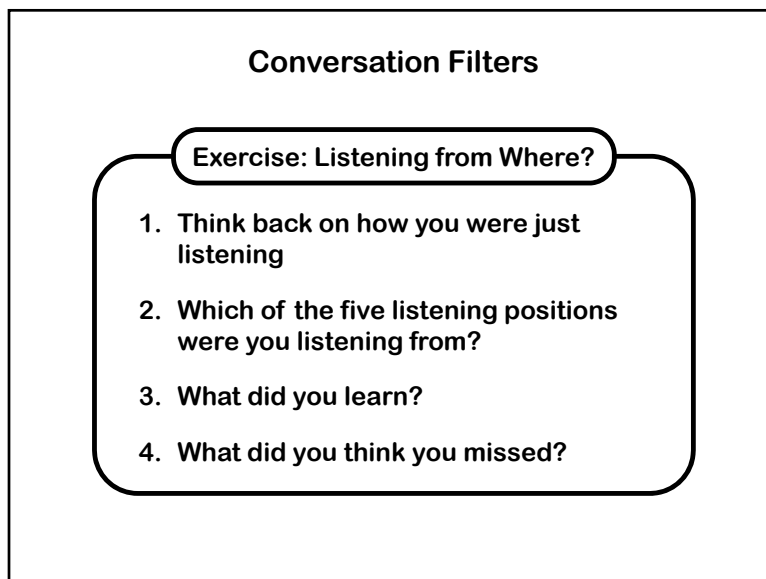 Conversation Filters
Exercise: Listening from Where?
1. Think back on how you were just
listening
2. Which of the five listening positions
were you listening from?
3. What did you learn?
4. What did you think you missed?